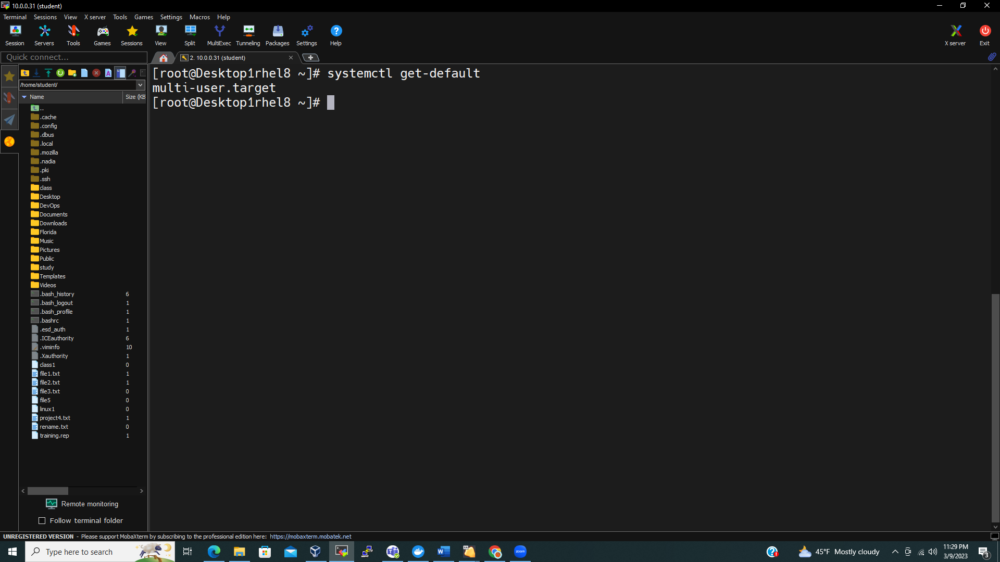 10.0.0.31 (student)
Terminal Sessions View X server Tools Games Settings Macros Help
Session Servers Tools Games Sessions View Split MultiExec Tunneling Packages Settings Help X server Exit
Quick connect... 2. 10.0.0.31 (student)
/home/student/
Name Size (KB
..
.cache
.config
.dbus
.local
.mozilla
.nadia
.pki
.ssh
class
Desktop
DevOps
Documents
Downloads
Florida
Music
Pictures
Public
study
Templates
Videos
.bash_history 6
.bash_logout 1
.bash_profile 1
.bashrc 1
.esd_auth 1
.ICEauthority 6
.viminfo 10
.Xauthority 1
class1 0
file1.txt 1
file2.txt 1
file3.txt 0
file5 0
linux1 0
project4.txt 1
rename.txt 0
training.rep 1
Remote monitoring
Follow terminal folder
[root@Desktop1rhel8 ~]# systemctl get-default
multi-user.target
[root@Desktop1rhel8 ~]#
UNREGISTERED VERSION - Please support MobaXterm by subscribing to the professional edition here: https://mobaxterm.mobatek.net
Type here to search
zoom
45°F Mostly cloudy
11:29 PM
3/9/2023
3